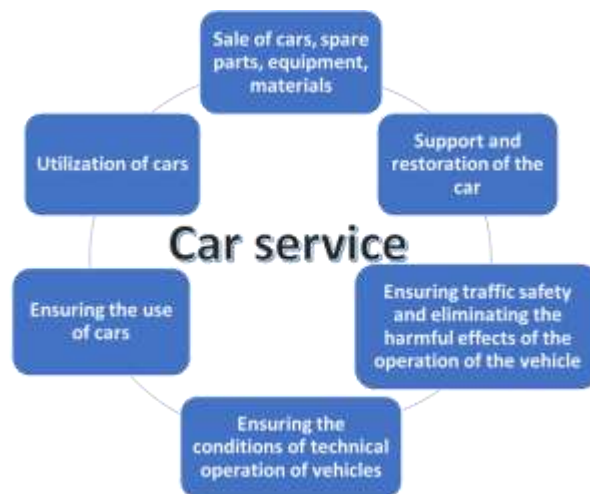 Sale of cars, spare
parts, equipment,
materials
Support and
restoration of the
car
Ensuring traffic safety
and eliminating the
harmful effects of the
operation of the vehicle
Ensuring the
conditions of technical
operation of vehicles
Ensuring the use
of cars
Utilization of cars
Car service